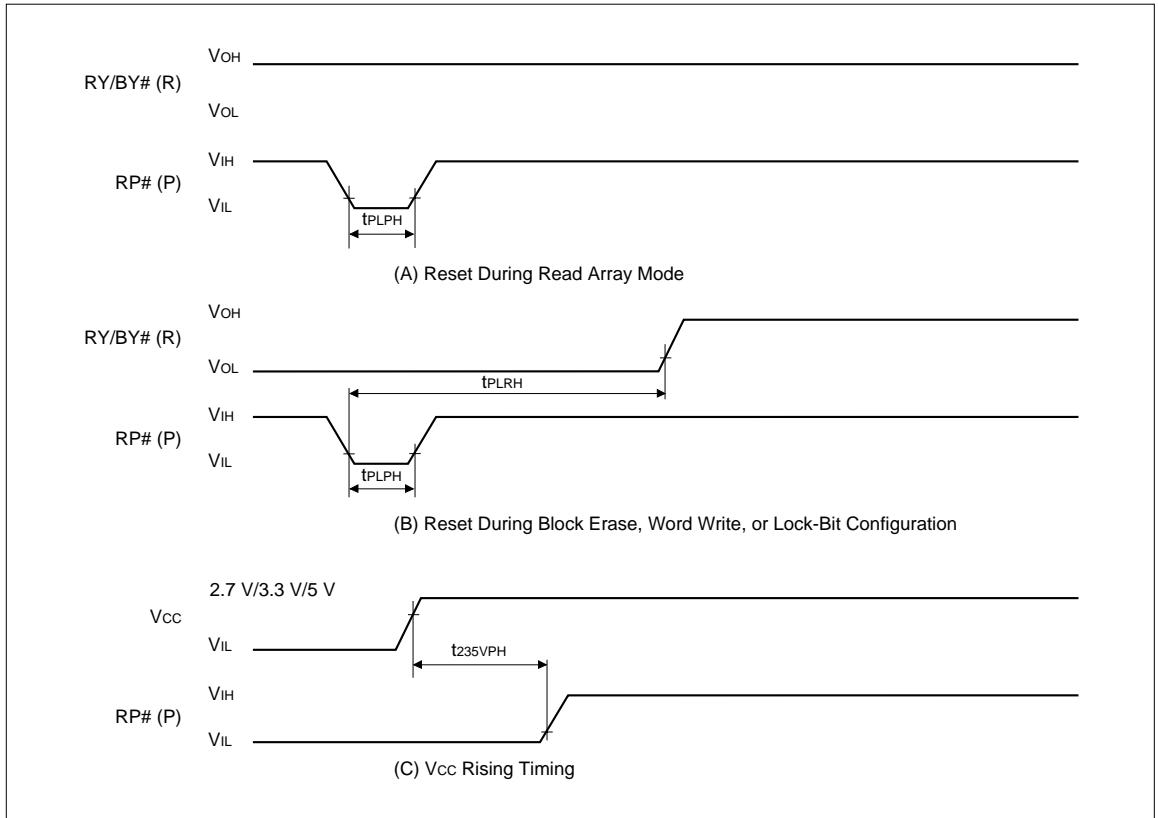 VOH
RY/BY# (R)
VOL
VIH
RP# (P)
VIL
tPLPH
(A) Reset During Read Array Mode
VOH
RY/BY# (R)
VOL
tPLRH
VIH
RP# (P)
VIL
tPLPH
(B) Reset During Block Erase, Word Write, or Lock-Bit Configuration
2.7 V/3.3 V/5 V
VCC
VIL
t235VPH
VIH
RP# (P)
VIL
(C) VCC Rising Timing